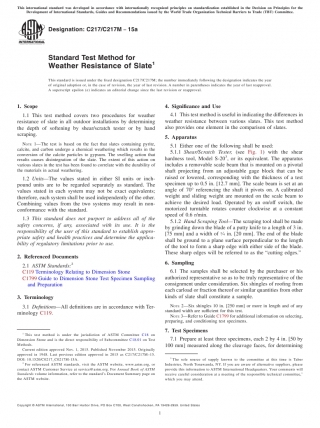 This international standard was developed in accordance with internationally recognized principles on standardization established in the Decision on Principles for the
Development of International Standards, Guides and Recommendations issued by the World Trade Organization Technical Barriers to Trade (TBT) Committee.
Designation: C217/C217M − 15a
Standard Test Method for
Weather Resistance of Slate1
This standard is issued under the fixed designation C217/C217M; the number immediately following the designation indicates the year
of original adoption or, in the case of revision, the year of last revision. A number in parentheses indicates the year of last reapproval.
A superscript epsilon (ε) indicates an editorial change since the last revision or reapproval.
1. Scope
1.1 This test method covers two procedures for weather
resistance of slate in all outdoor installations by determining
the depth of softening by shear/scratch tester or by hand
scraping.
NOTE 1—The test is based on the fact that slates containing pyrite,
calcite, and carbon undergo a chemical weathering which results in the
conversion of the calcite particles to gypsum. The swelling action that
results causes disintegration of the slate. The extent of this action on
various slates in the test has been found to correlate with the durability of
the materials in actual weathering.
1.2 Units—The values stated in either SI units or inch-
pound units are to be regarded separately as standard. The
values stated in each system may not be exact equivalents;
therefore, each system shall be used independently of the other.
Combining values from the two systems may result in non-
conformance with the standard.
1.3 This standard does not purport to address all of the
safety concerns, if any, associated with its use. It is the
responsibility of the user of this standard to establish appro-
priate safety and health practices and determine the applica-
bility of regulatory limitations prior to use.
2. Referenced Documents
2.1 ASTM Standards:2
C119 Terminology Relating to Dimension Stone
C1799 Guide to Dimension Stone Test Specimen Sampling
and Preparation
3. Terminology
3.1 Definitions—All definitions are in accordance with Ter-
minology C119.
1 This test method is under the jurisdiction of ASTM Committee C18 on
Dimension Stone and is the direct responsibility of Subcommittee C18.01 on Test
Methods.
Current edition approved Nov. 1, 2015. Published November 2015. Originally
approved in 1948. Last previous edition approved in 2015 as C217/C217M–15.
DOI: 10.1520/C0217_C0217M-15A.
2 For referenced ASTM standards, visit the ASTM website, www.astm.org, or
contact ASTM Customer Service at service@astm.org. For Annual Book of ASTM
Standards volume information, refer to the standard's Document Summary page on
the ASTM website.
4. Significance and Use
4.1 This test method is useful in indicating the differences in
weather resistance between various slates. This test method
also provides one element in the comparison of slates.
5. Apparatus
5.1 Either one of the following shall be used:
5.1.1 Shear/Scratch Tester (see Fig. 1) with the shear
hardness tool, Model S-20*, or its equivalent. The apparatus
includes a removable scale beam that is mounted on a pivotal
shaft projecting from an adjustable gage block that can be
raised or lowered, corresponding with the thickness of a test
specimen up to 0.5 in. [12.7 mm]. The scale beam is set at an
angle of 70° referencing the shaft it pivots on. A calibrated
weight and sliding weight are mounted on the scale beam to
achieve the desired load. Operated by an on/off switch, the
motorized turntable rotates counter clockwise at a constant
speed of 0.6 r/min.
5.1.2 Hand Scraping Tool—The scraping tool shall be made
by grinding down the blade of a putty knife to a length of 3 in.
[75 mm] and a width of ¾ in. [20 mm]. The end of the blade
shall be ground to a plane surface perpendicular to the length
of the tool to form a sharp edge with either side of the blade.
These sharp edges will be referred to as the “cutting edges.”
6. Sampling
6.1 The samples shall be selected by the purchaser or his
authorized representative so as to be truly representative of the
consignment under consideration. Six shingles of roofing from
each carload or fraction thereof or similar quantities from other
kinds of slate shall constitute a sample.
NOTE 2—Six shingles 10 in. [250 mm] or more in length and of any
standard width are sufficient for this test.
NOTE 3—Refer to Guide C1799 for additional information on selecting,
preparing, and conditioning test specimens.
7. Test Specimens
7.1 Prepare at least three specimens, each 2 by 4 in. [50 by
100 mm] measured along the cleavage faces, for determining
* The sole source of supply known to the committee at this time is Taber
Industries, North Tonawanda, NY. If you are aware of alternative suppliers, please
provide this information to ASTM International Headquarters. Your comments will
receive careful consideration at a meeting of the responsible technical committee,1
which you may attend.
Copyright © ASTM International, 100 Barr Harbor Drive, PO Box C700, West Conshohocken, PA 19428-2959. United States
1